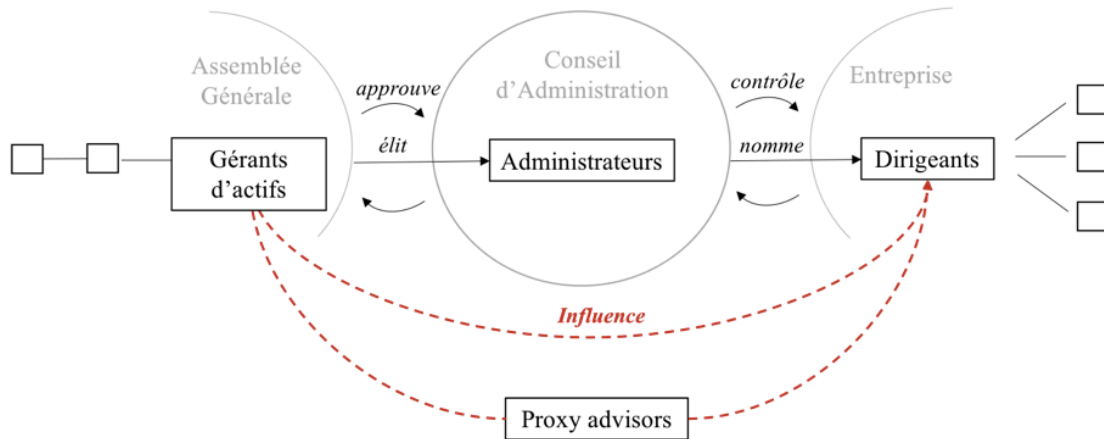 Assemblée
Générale
approuve
Conseil
d'Administration
contrôle
Entreprise
élit
nomme
Gérants
d'actifs
Administrateurs
Dirigeants
Influence
Proxy advisors